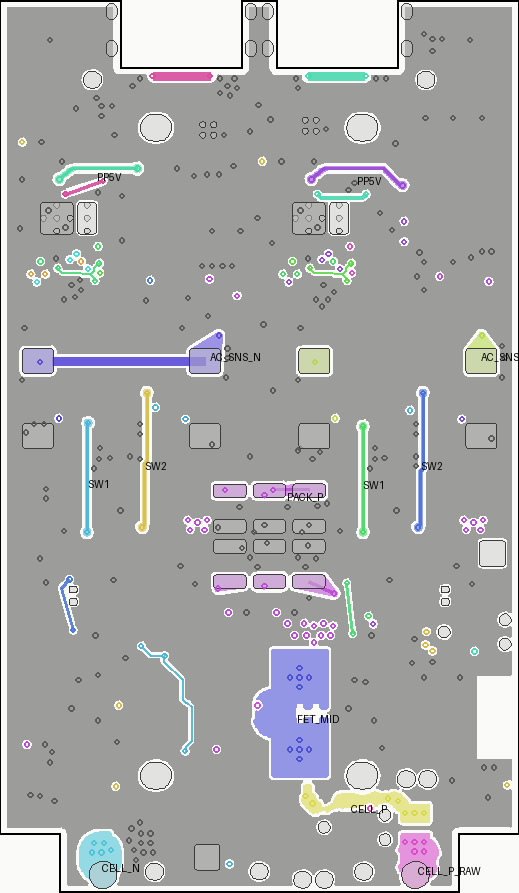 PP5V
PP5V
AC_SNS_N
AC_SNS
SW2
SW2
SW1
SW1
PACK_P
FET_MID
CELL_P
CELL_N
CELL_P_RAW